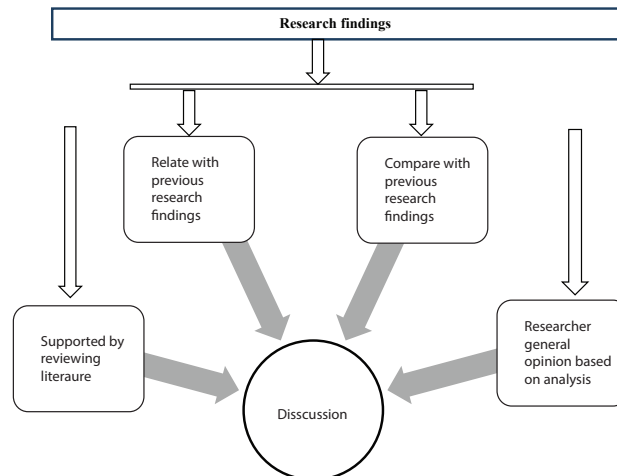 Research findings
Relate with
previous
research
findings
Compare with
previous
research
findings
Supported by
reviewing
literaure
Researcher
general
opinion based
on analysis
Disscussion